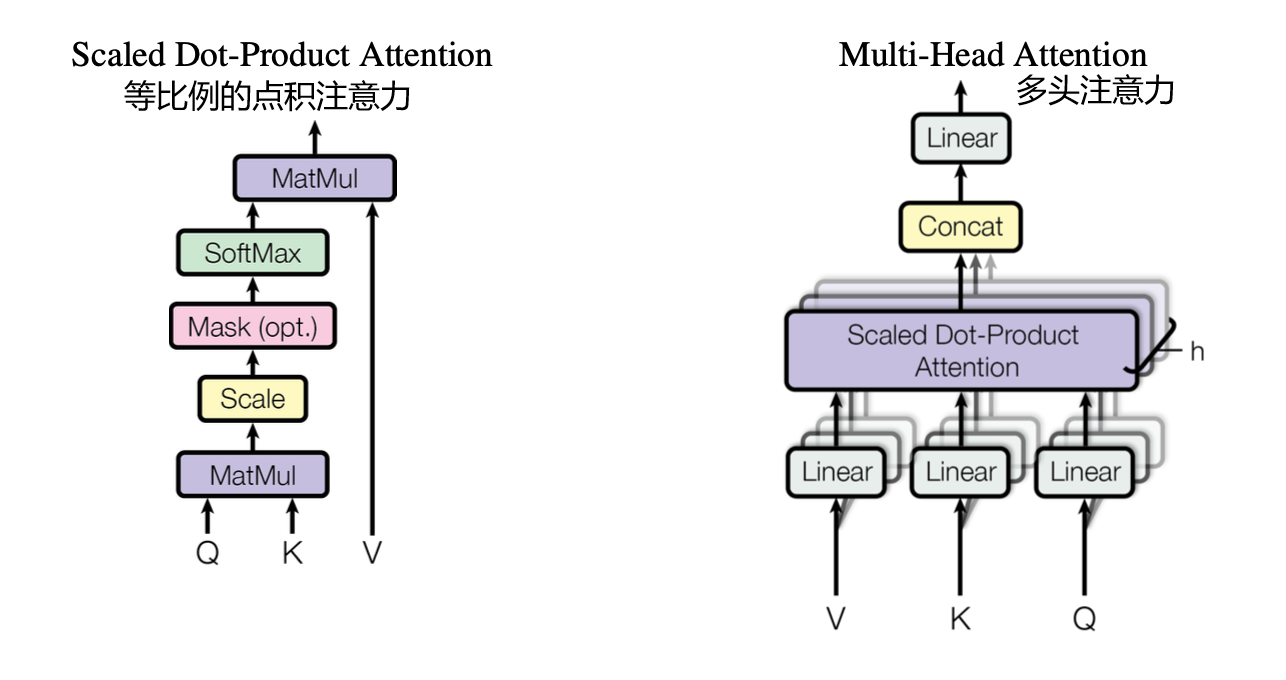 Scaled Dot-Product Attention
等比例的点积注意力
MatMul
SoftMax
Mask (opt.)
Scale
MatMul
Q K V
Multi-Head Attention
多头注意力
Linear
Concat
Scaled Dot-Product
Attention
h
Linear Linear Linear
V K Q